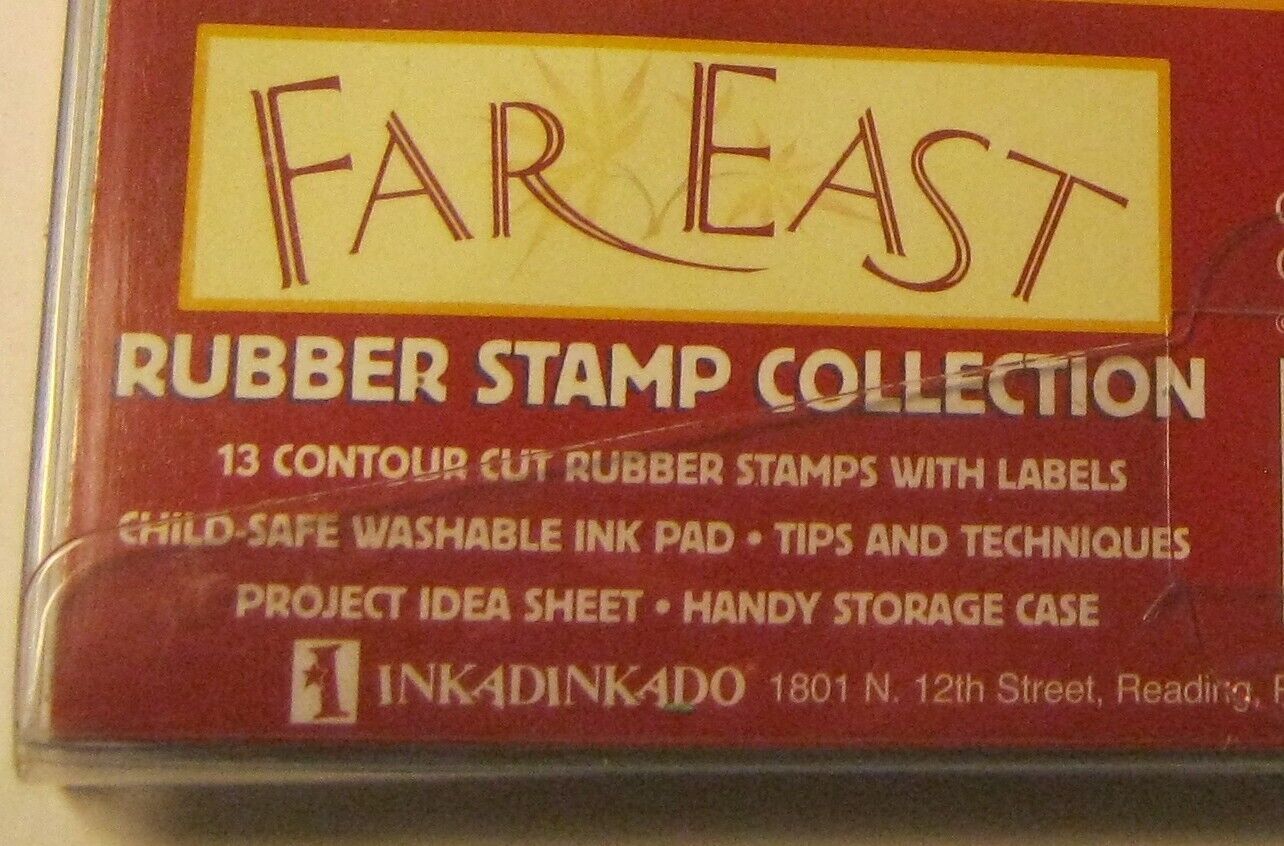 FAR EAST
RUBBER STAMP COLLECTION
13 CONTOUR CUT RUBBER STAMPS WITH LABELS
CHILD-SAFE WASHABLE INK PAD • TIPS AND TECHNIQUES
PROJECT IDEA SHEET • HANDY STORAGE CASE
INKADINKADO 1801 N. 12th Street, Reading,